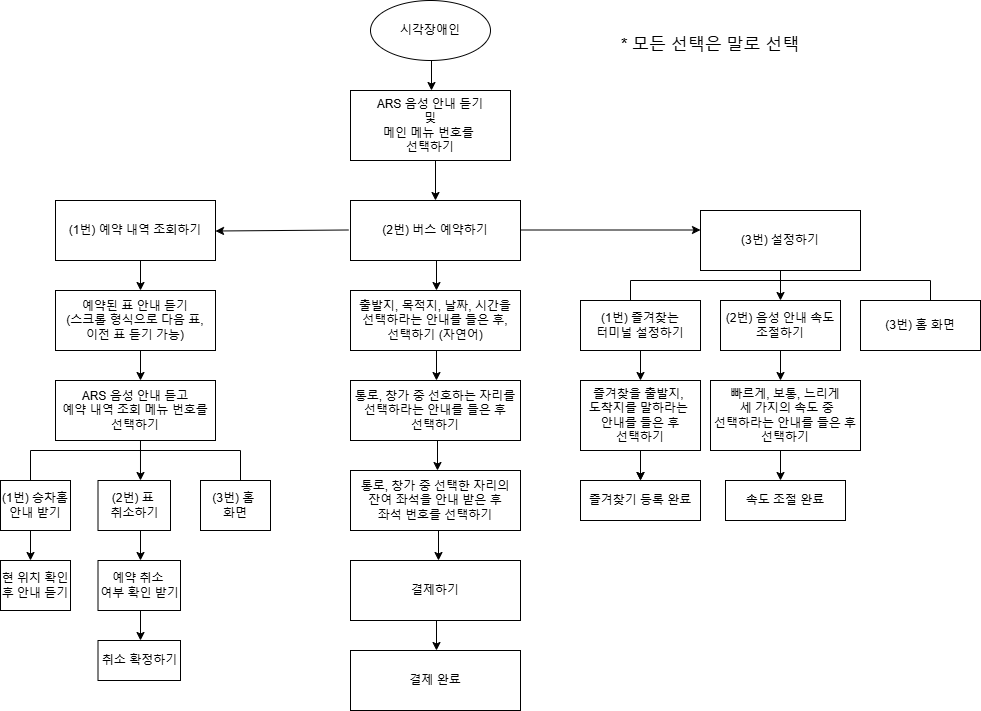 시각장애인
* 모든 선택은 말로 선택
ARS 음성 안내 듣기
및
메인 메뉴 번호를
선택하기
(1번) 예약 내역 조회하기
(2번) 버스 예약하기
(3번) 설정하기
예약된 표 안내 듣기
(스크롤 형식으로 다음 표,
이전 표 듣기 가능)
출발지, 목적지, 날짜, 시간을
선택하라는 안내를 들은 후,
선택하기 (자연어)
(1번) 즐겨찾는
터미널 설정하기
(2번) 음성 안내 속도
조절하기
(3번) 홈 화면
ARS 음성 안내 듣고
예약 내역 조회 메뉴 번호를
선택하기
통로, 창가 중 선호하는 자리를
선택하라는 안내를 들은 후
선택하기
즐겨찾을 출발지,
도착지를 말하라는
안내를 들은 후
선택하기
빠르게, 보통, 느리게
세 가지의 속도 중
선택하라는 안내를 들은 후
선택하기
(1번) 승차홈
안내 받기
(2번) 표
취소하기
(3번) 홈
화면
통로, 창가 중 선택한 자리의
잔여 좌석을 안내 받은 후
좌석 번호를 선택하기
즐겨찾기 등록 완료
속도 조절 완료
현 위치 확인
후 안내 듣기
예약 취소
여부 확인 받기
결제하기
취소 확정하기
결제 완료